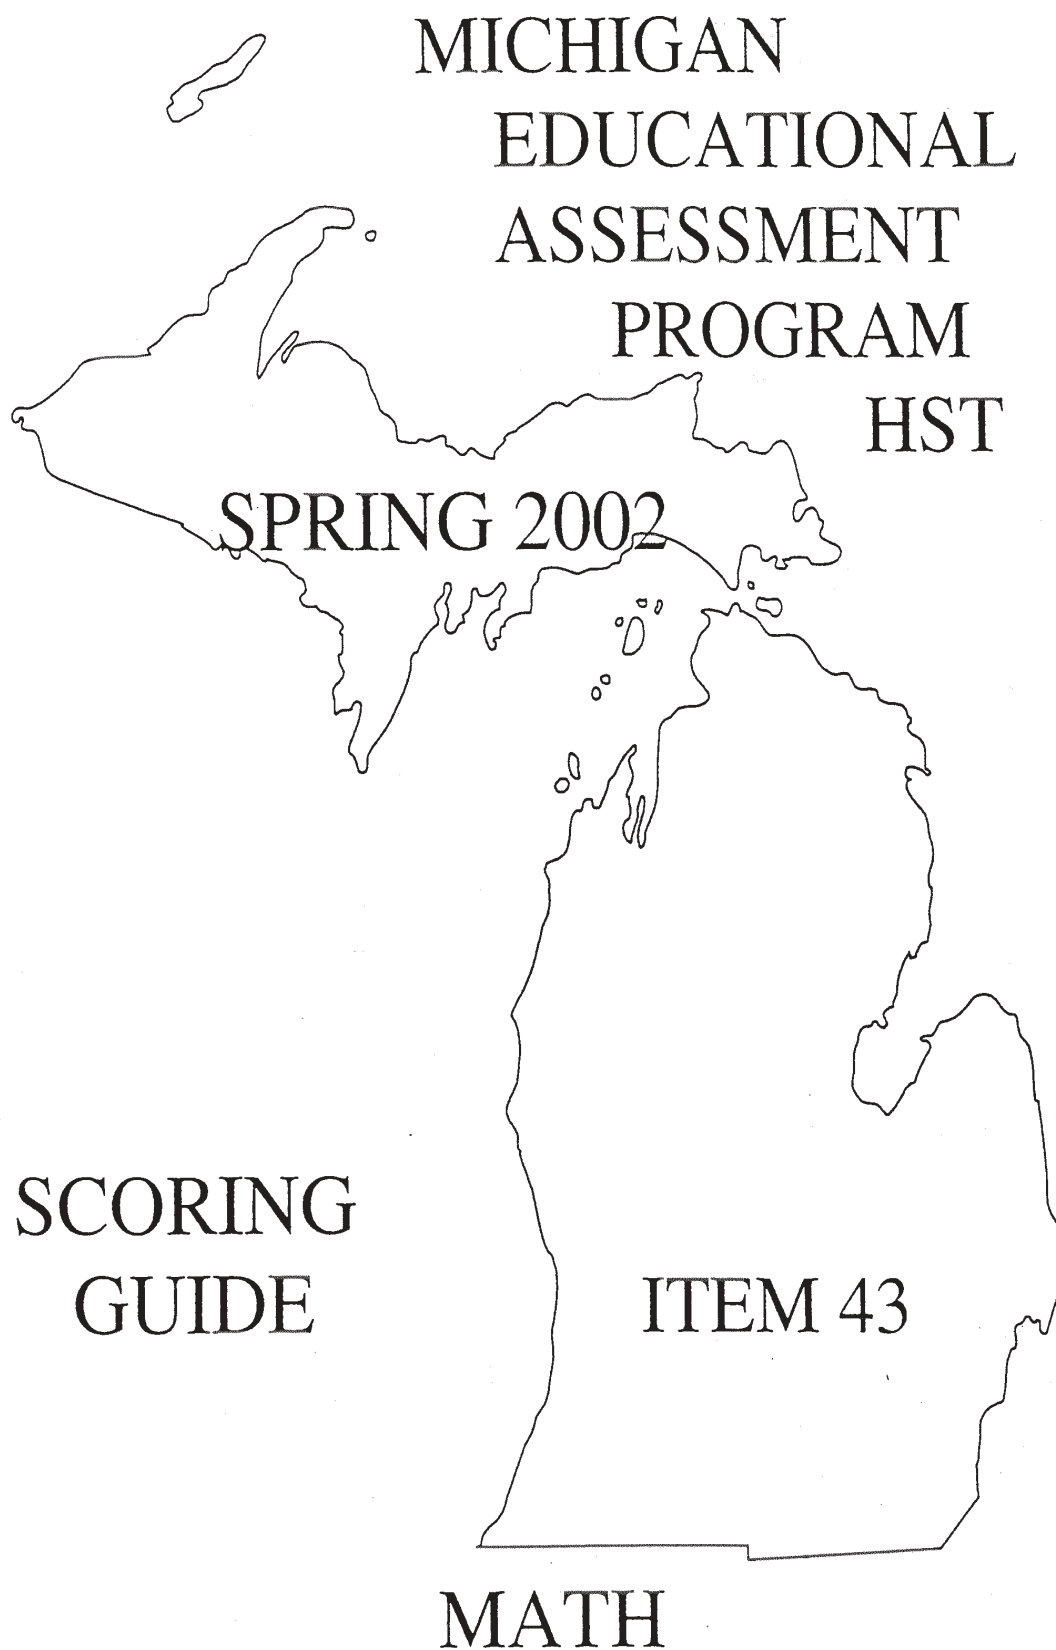 MICHIGAN
EDUCATIONAL
ASSESSMENT
PROGRAM
HST
SPRING 2002
SCORING
GUIDE
ITEM 43
MATH